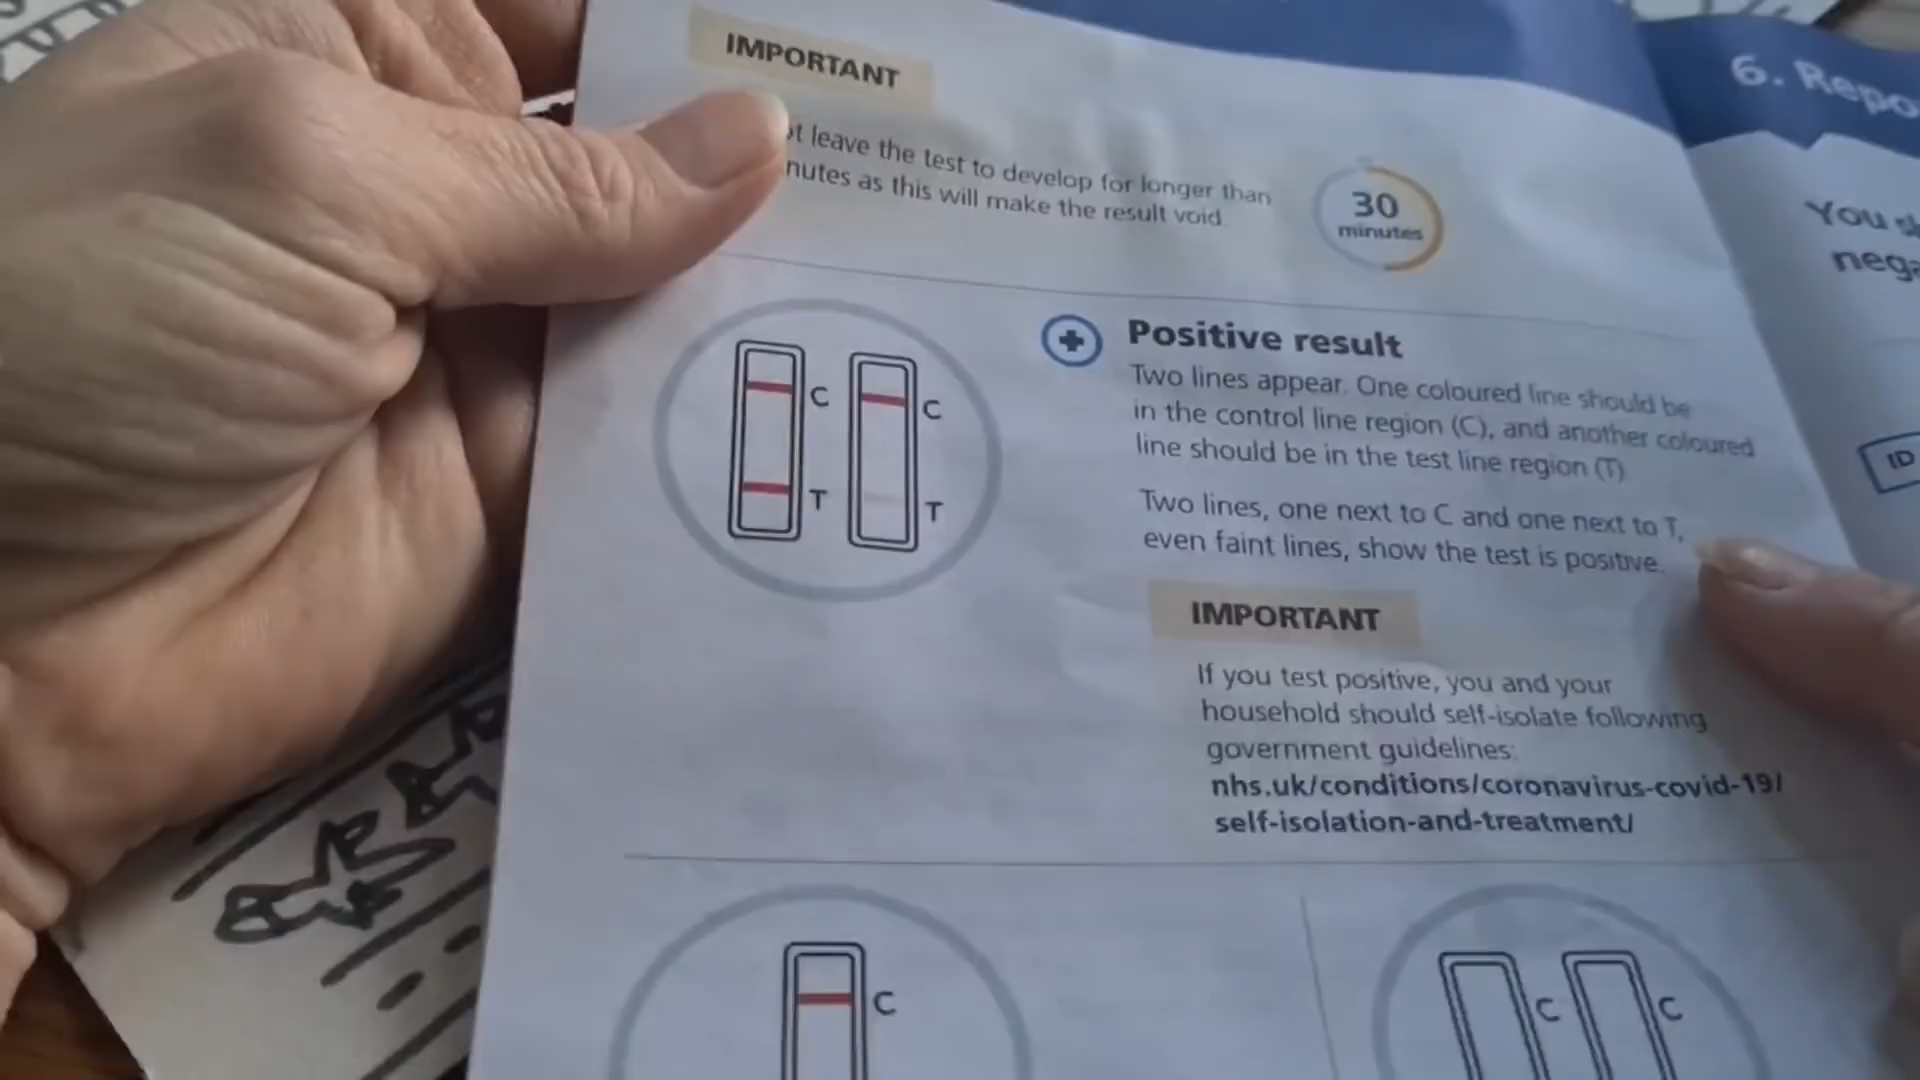 IMPORTANT
leave the test to develop for longer than
as this will make the result void.
30
minutes
C
C
T
T
Positive result
Two lines appear. One coloured line should be
in the control line region (C), and another coloured
line should be in the test line region (T)
Two lines, one next to C and one next to T,
even faint lines, show the test is positive.
IMPORTANT
If you test positive, you and your
household should self-isolate following
government guidelines:
nhs.uk/conditions/coronavirus-covid-19/
self-isolation-and-treatment/
C
C
C
6.
You
ID